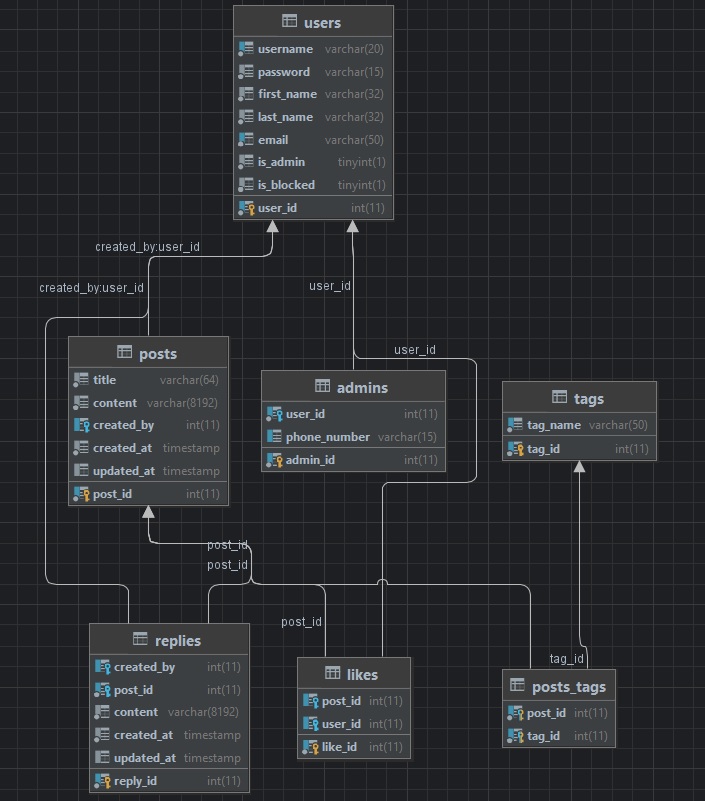 users
username varchar(20)
password varchar(15)
first_name varchar(32)
last_name varchar(32)
email varchar(50)
is_admin tinyint(1)
is_blocked tinyint(1)
user_id int(11)
created_by:user_id
created_by:user_id
user_id
user_id
posts
title varchar(64)
content varchar(8192)
created_by int(11)
created_at timestamp
updated_at timestamp
post_id int(11)
admins
user_id int(11)
phone_number varchar(15)
admin_id int(11)
tags
tag_name varchar(50)
tag_id int(11)
post_id
post_id
post_id
tag_id
replies
created_by int(11)
post_id int(11)
content varchar(8192)
created_at timestamp
updated_at timestamp
reply_id int(11)
likes
post_id int(11)
user_id int(11)
like_id int(11)
posts_tags
post_id int(11)
tag_id int(11)